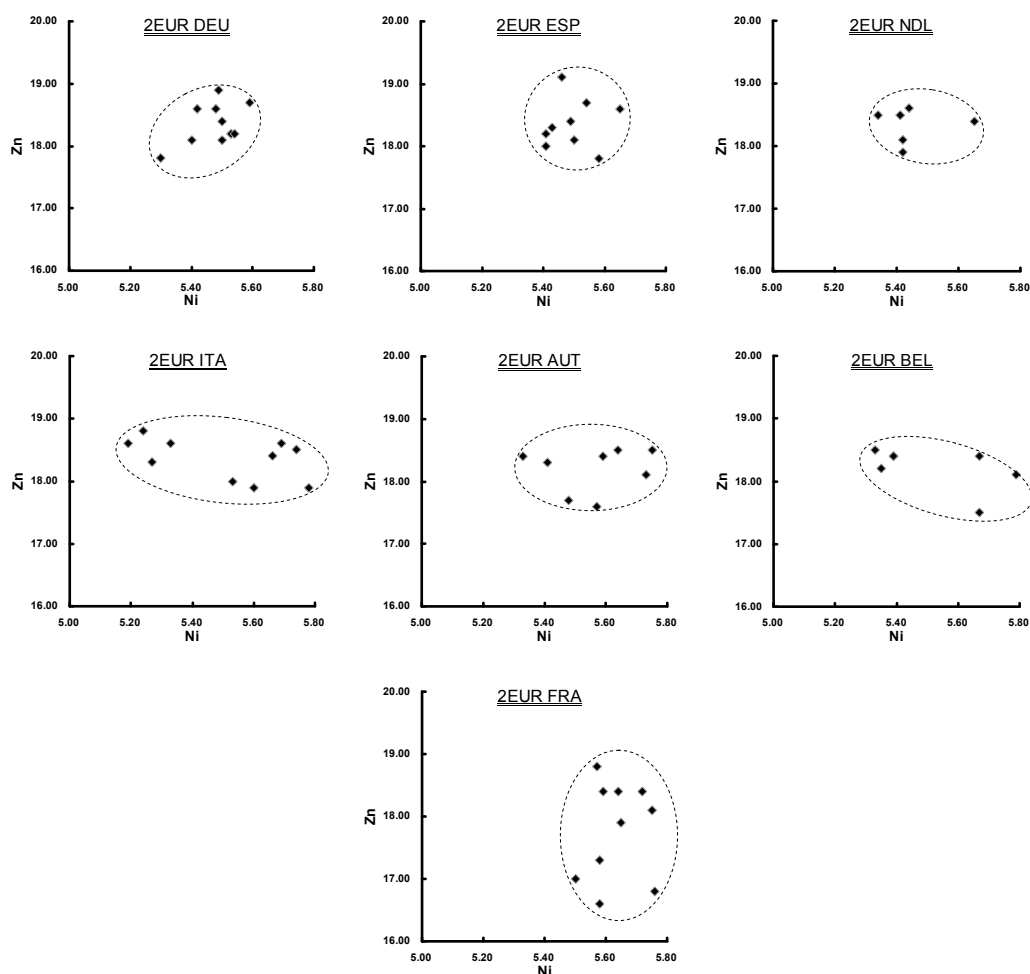 2EUR DEU
2EUR ESP
2EUR NDL
20.00 20.00 20.00
19.00 19.00 19.00
Zn 18.00 Zn 18.00 Zn 18.00
17.00 17.00 17.00
16.00 16.00 16.00
5.00 5.20 5.40 5.60 5.80 5.00 5.20 5.40 5.60 5.80 5.00 5.20 5.40 5.60 5.80
Ni Ni Ni
2EUR ITA
2EUR AUT
2EUR BEL
20.00 20.00 20.00
19.00 19.00 19.00
Zn 18.00 Zn 18.00 Zn 18.00
17.00 17.00 17.00
16.00 16.00 16.00
5.00 5.20 5.40 5.60 5.80 5.00 5.20 5.40 5.60 5.80 5.00 5.20 5.40 5.60 5.80
Ni Ni Ni
2EUR FRA
20.00
19.00
Zn 18.00
17.00
16.00
5.00 5.20 5.40 5.60 5.80
Ni